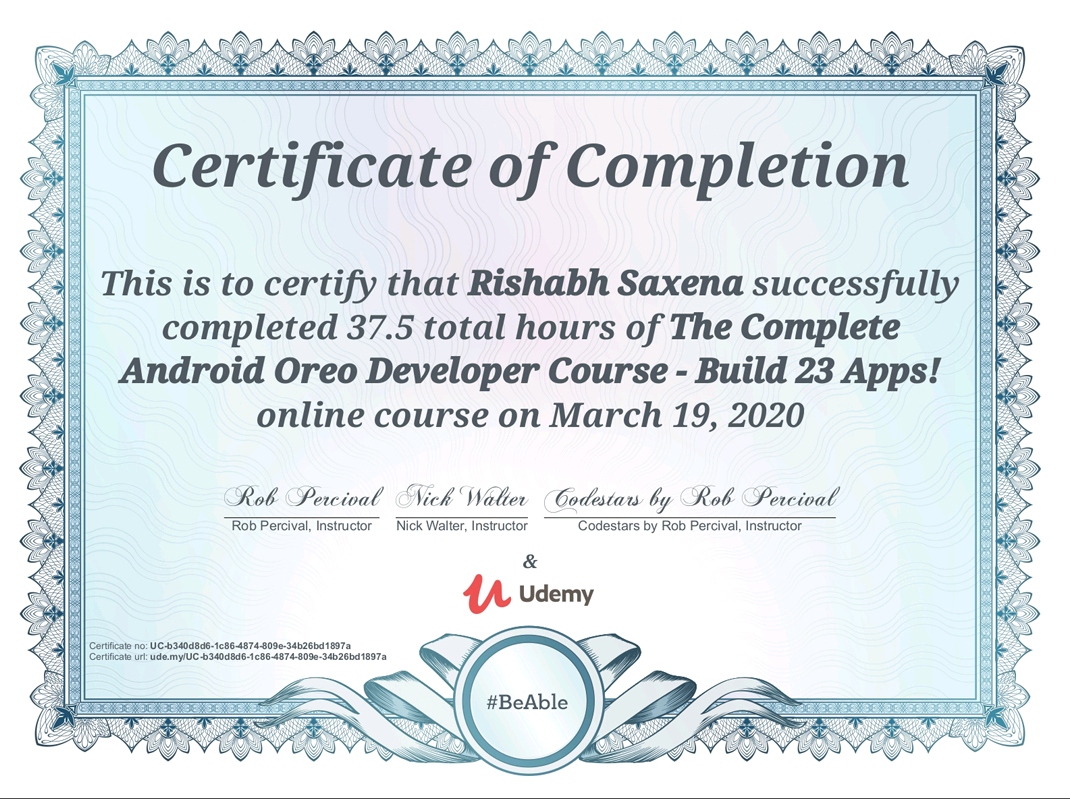 Certificate of Completion
This is to certify that Rishabh Saxena successfully
completed 37.5 total hours of The Complete
Android Oreo Developer Course - Build 23 Apps!
online course on March 19, 2020
Rob Percival Nick Walter Codestars by Rob Percival
Rob Percival, Instructor Nick Walter, Instructor Codestars by Rob Percival, Instructor
&
Udemy
Certificate no: UC-b340d8d6-1c86-4874-809e-34b26bd1897a
Certificate url: ude.my/UC-b340d8d6-1c86-4874-809e-34b26bd1897a
#BeAble